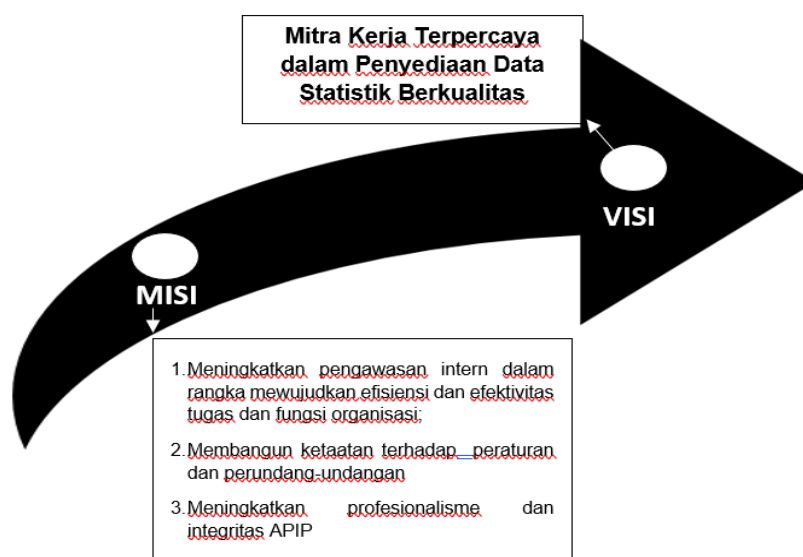 Mitra Kerja Terpercaya
dalam Penyediaan Data
Statistik Berkualitas
VISI
MISI
1.Meningkatkan pengawasan intern dalam
rangka mewujudkan efisiensi dan efektivitas
tugas dan fungsi organisasi;
2.Membangun ketaatan terhadap peraturan
dan perundang-undangan
3.Meningkatkan profesionalisme dan
integritas APIP